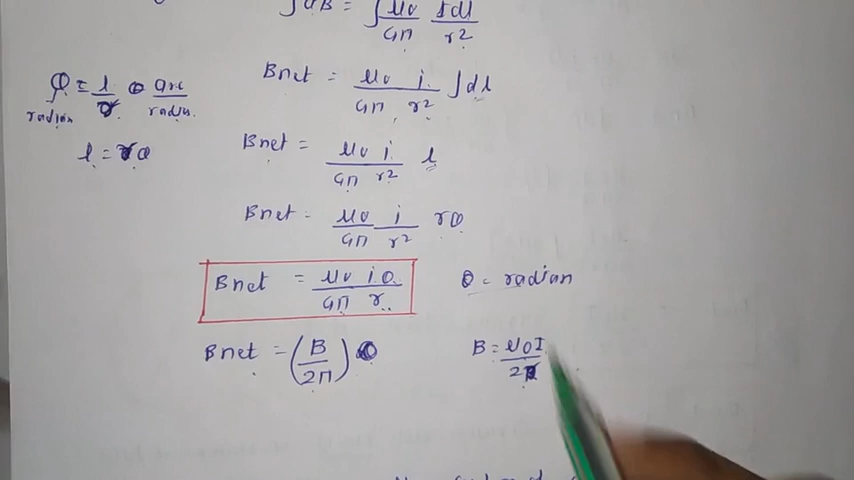 ∫dB = ∫ μ0/4π idl/r²
θ = l/r → arc/radius
radian
l = rθ
Bnet = μ0/4π i/r² ∫dl
Bnet = μ0/4π i/r² l
Bnet = μ0/4π i/r² rθ
Bnet = μ0/4π iθ/r θ = radian
Bnet = (B/2π) θ B = μ0I/2R